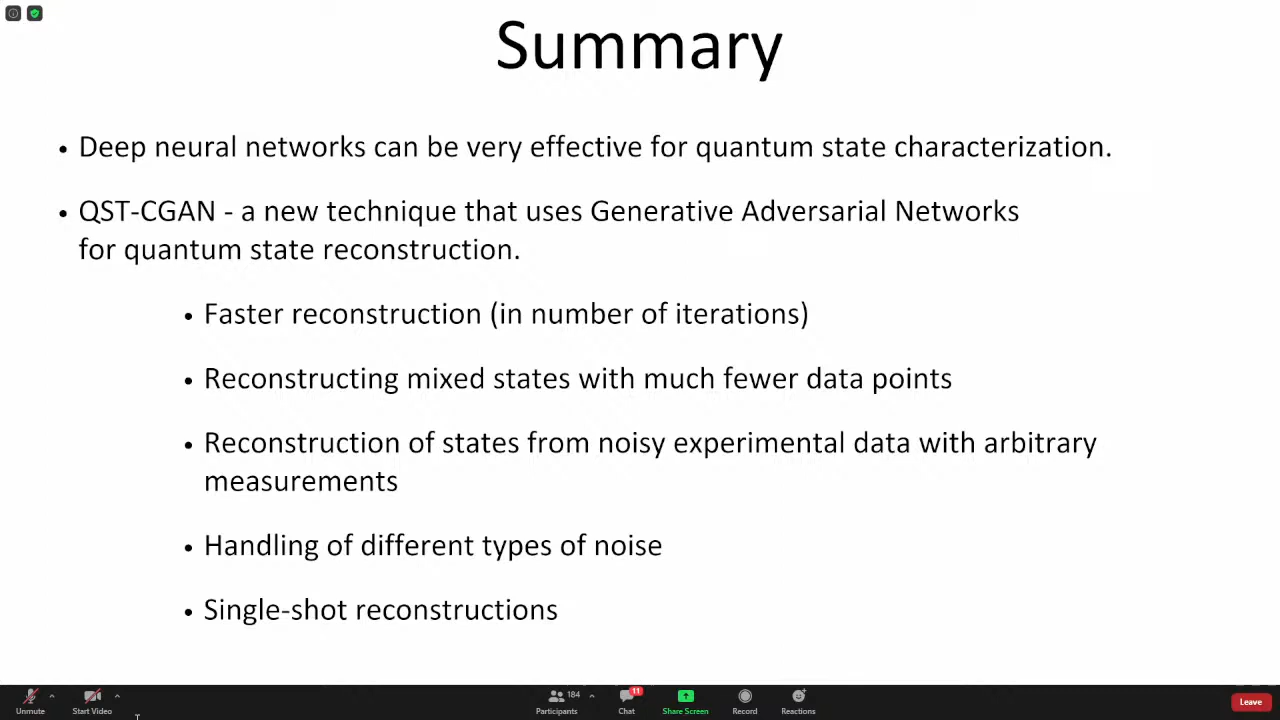 Summary
• Deep neural networks can be very effective for quantum state characterization.
• QST-CGAN - a new technique that uses Generative Adversarial Networks
for quantum state reconstruction.
• Faster reconstruction (in number of iterations)
• Reconstructing mixed states with much fewer data points
• Reconstruction of states from noisy experimental data with arbitrary
measurements
• Handling of different types of noise
• Single-shot reconstructions
184
11
Unmute
Start Video
Participants
Chat
Share Screen
Record
Reactions
Leave